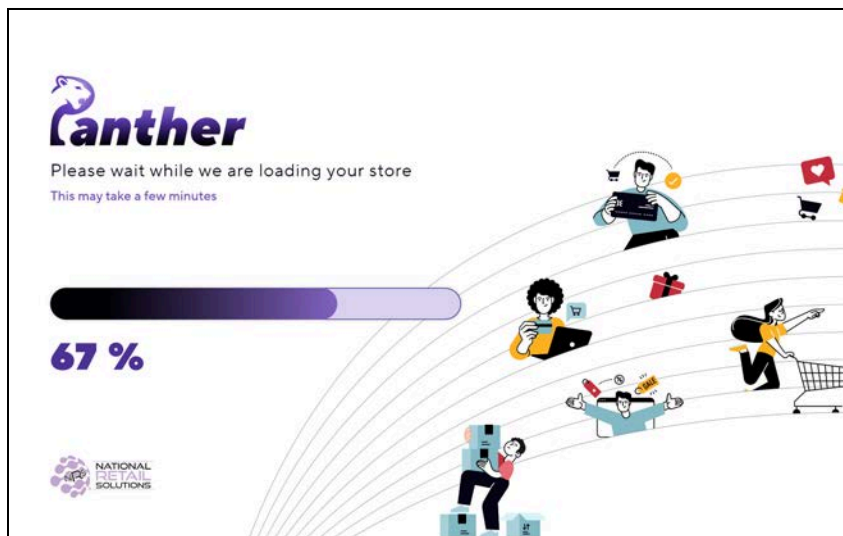 Panther
Please wait while we are loading your store
This may take a few minutes
67 %
SALE
NATIONAL
RETAIL
SOLUTIONS